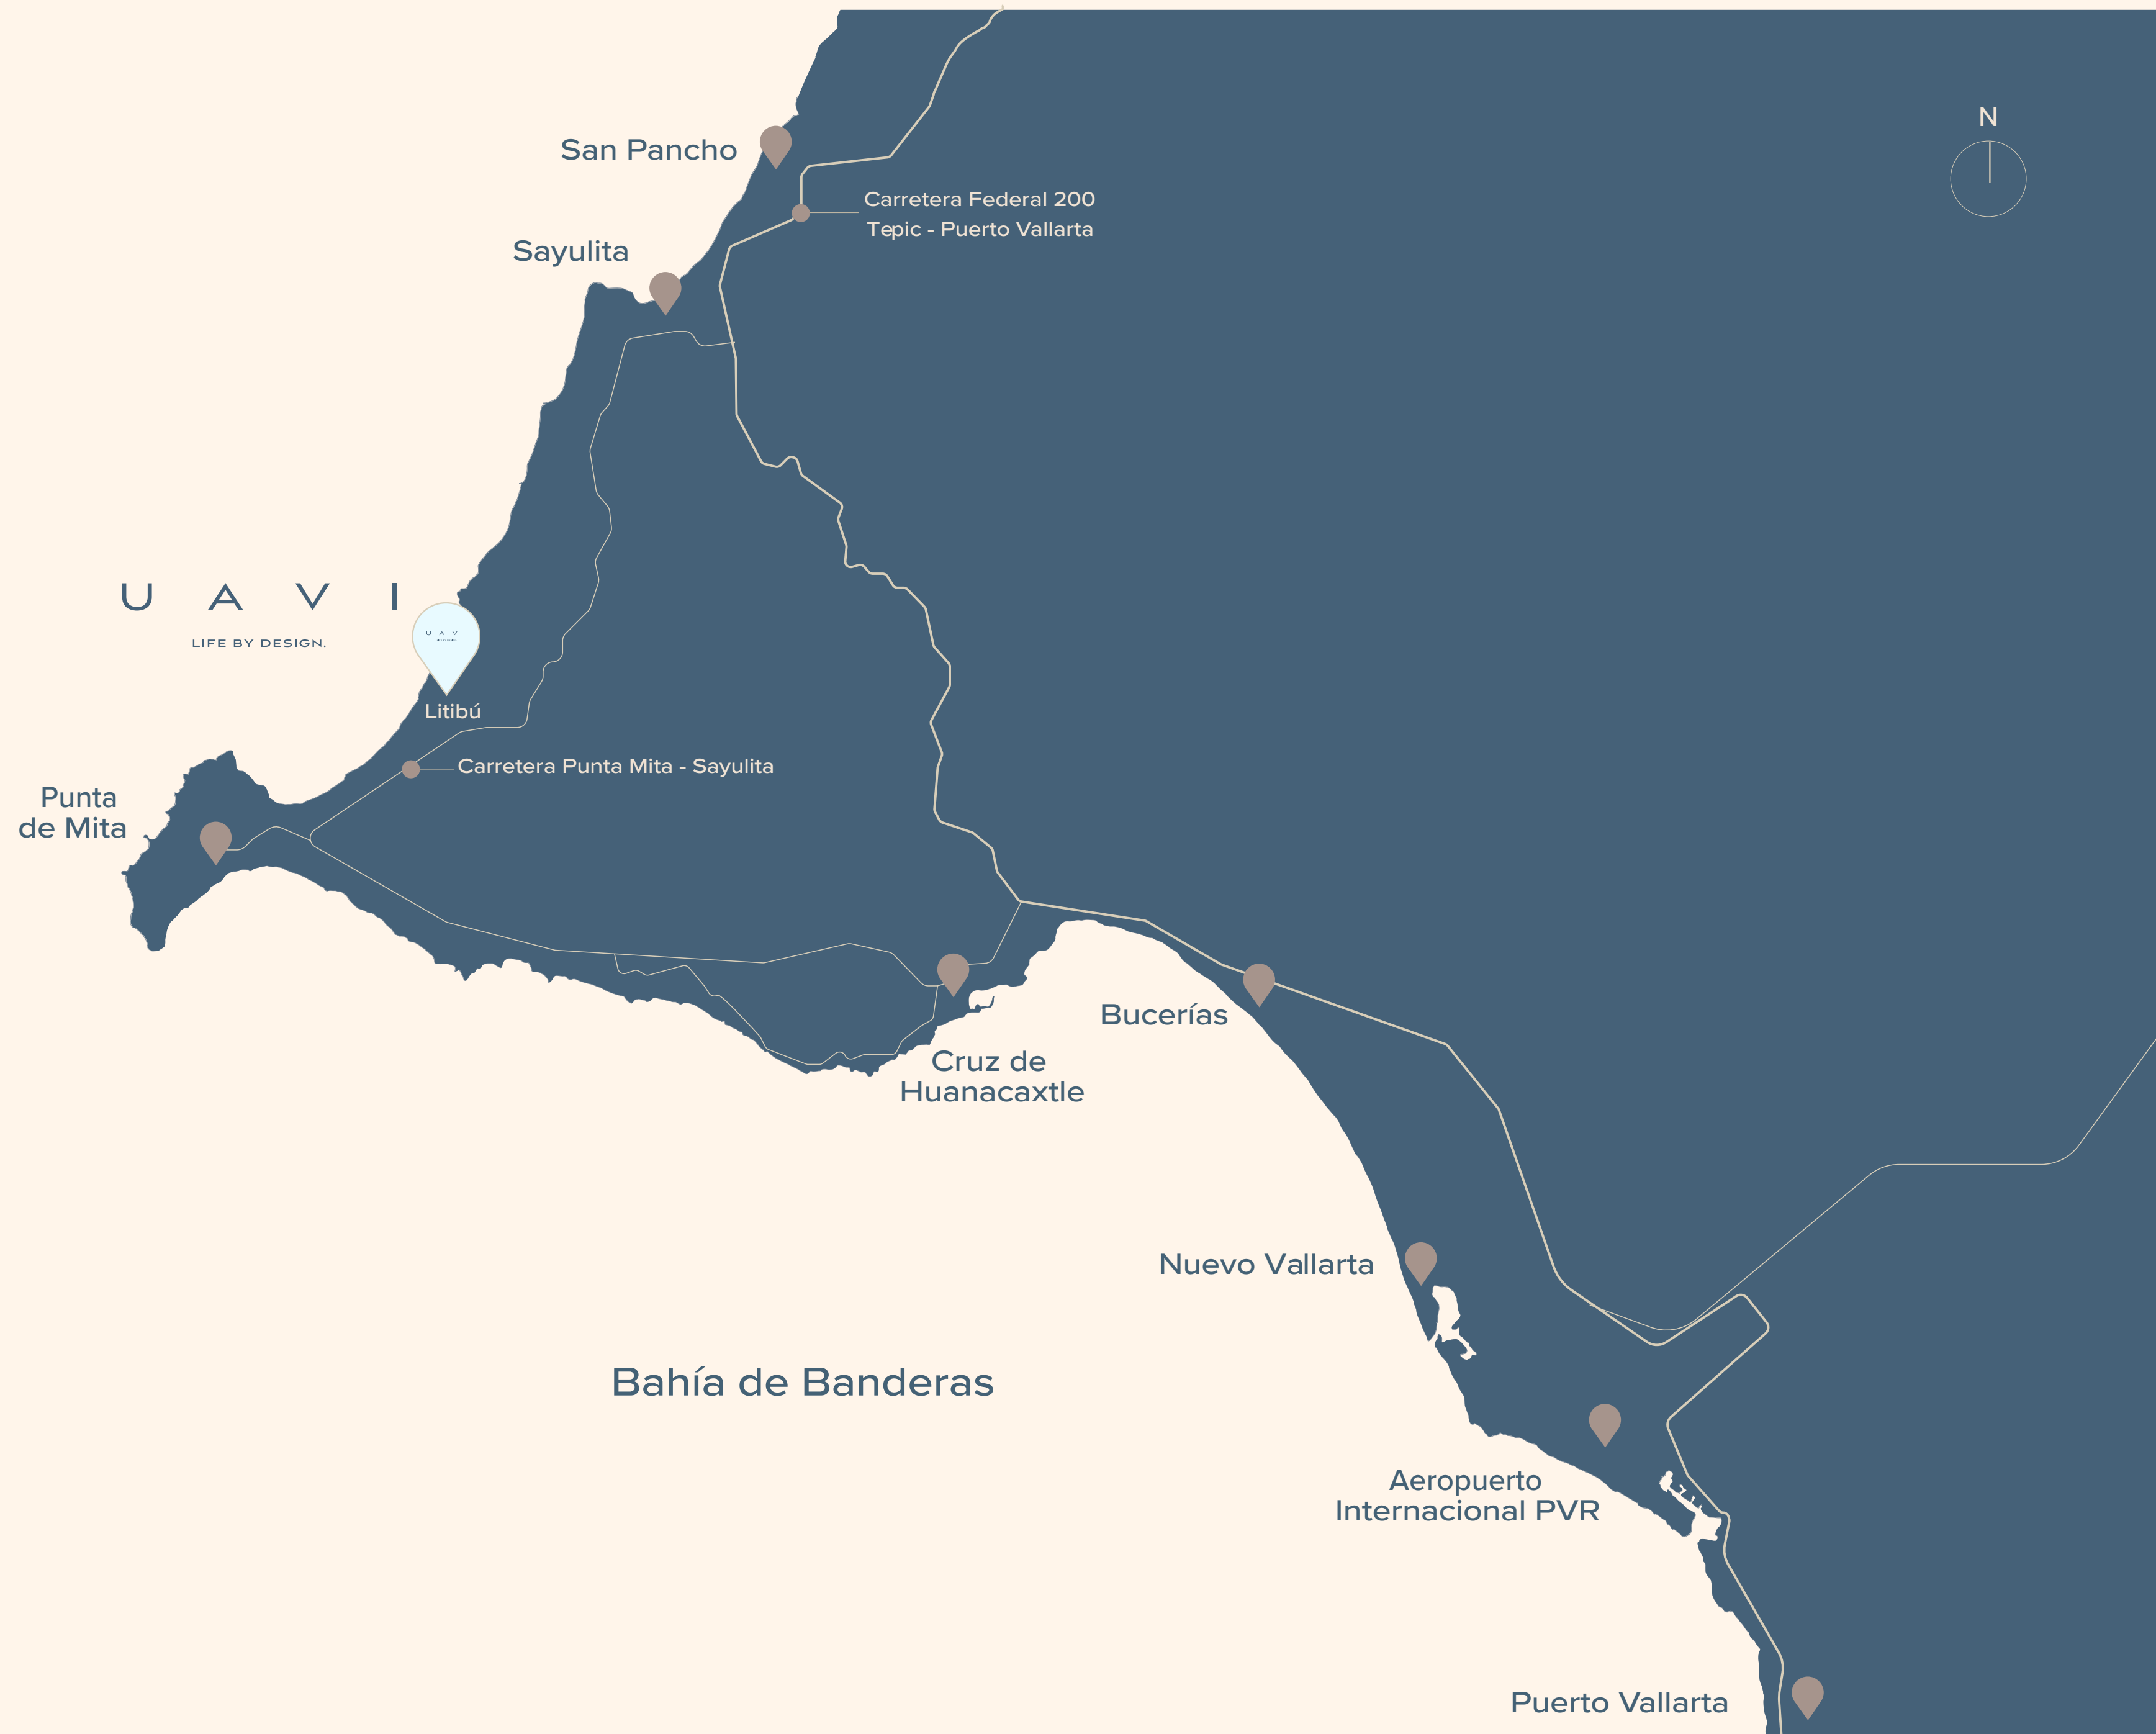 N
San Pancho
Carretera Federal 200
Tepic - Puerto Vallarta
Sayulita
U A V I
LIFE BY DESIGN.
U A V I
Litibú
Carretera Punta Mita - Sayulita
Punta
de Mita
Bucerías
Cruz de
Huanacaxtle
Nuevo Vallarta
Bahía de Banderas
Aeropuerto
Internacional PVR
Puerto Vallarta